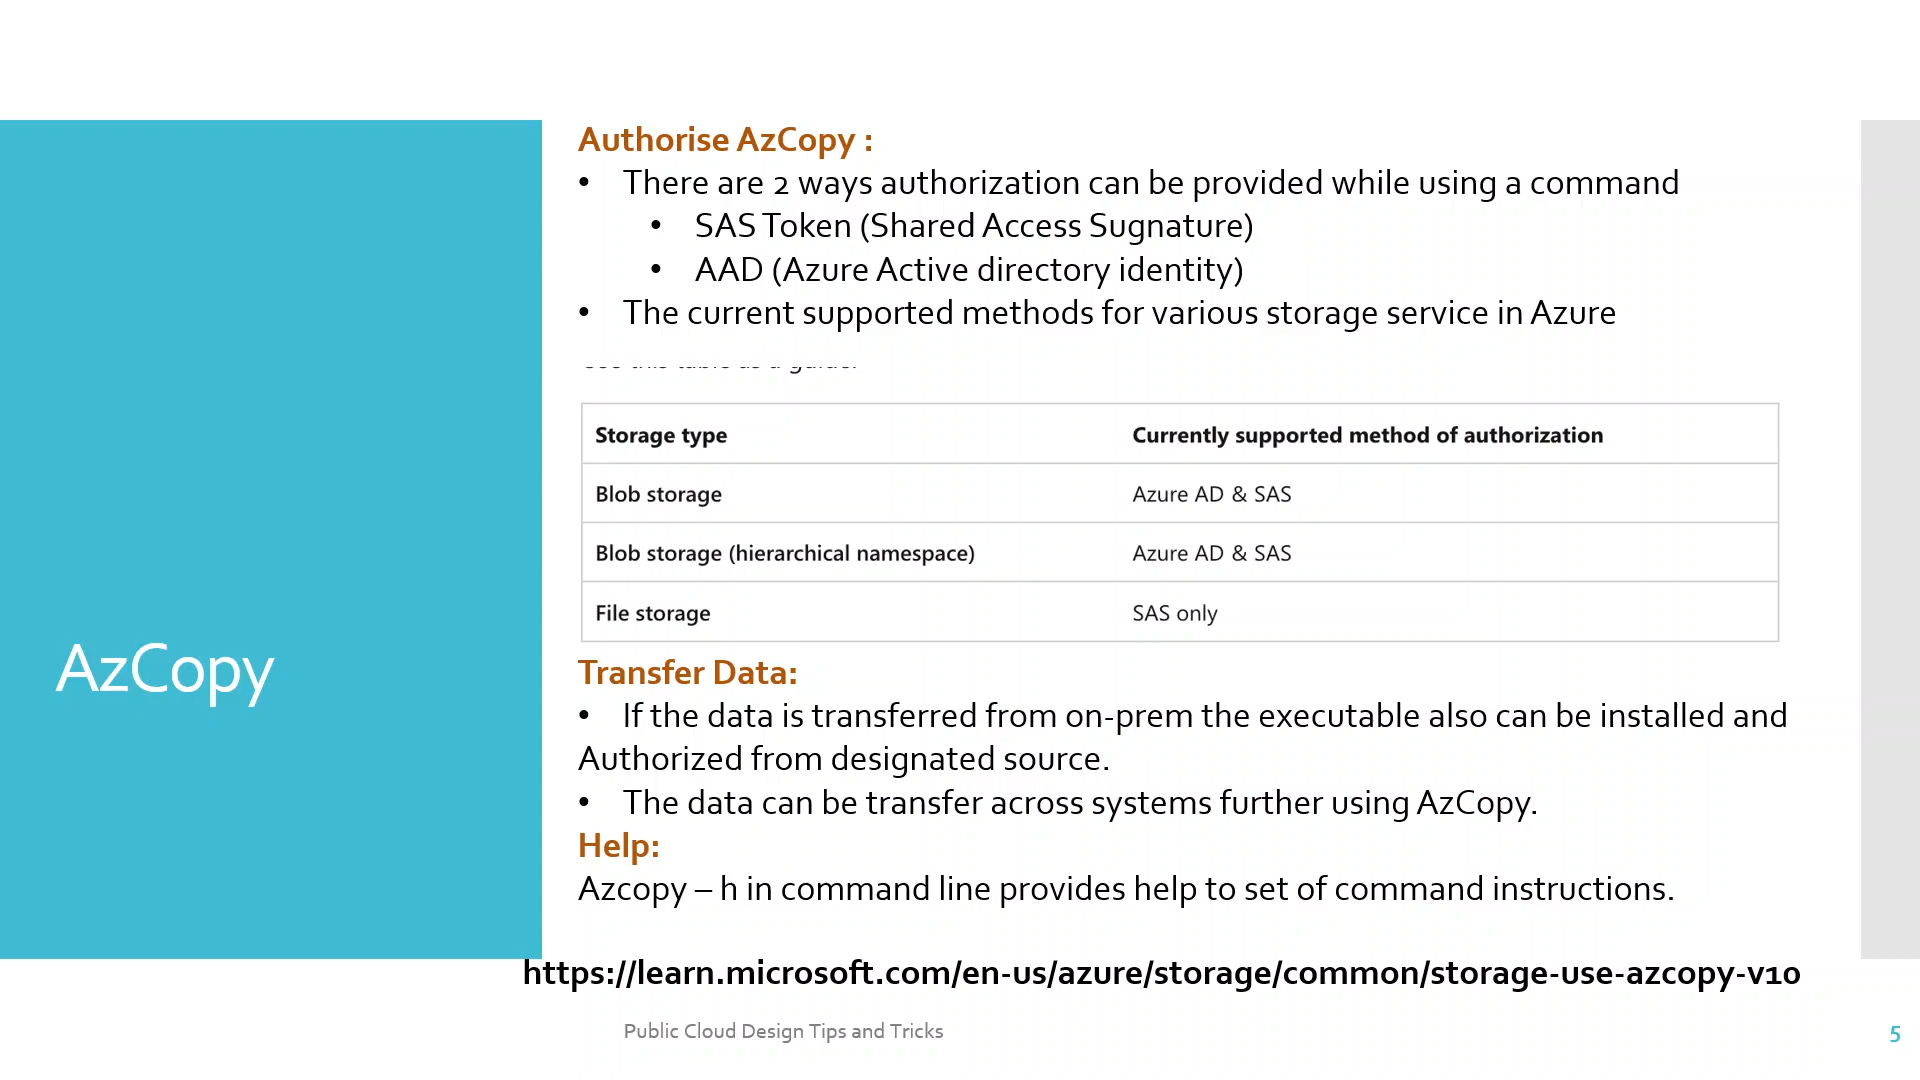 Authorise AzCopy :
• There are 2 ways authorization can be provided while using a command
• SAS Token (Shared Access Sugnature)
• AAD (Azure Active directory identity)
• The current supported methods for various storage service in Azure
Storage type Currently supported method of authorization
Blob storage Azure AD & SAS
Blob storage (hierarchical namespace) Azure AD & SAS
File storage SAS only
AzCopy
Transfer Data:
• If the data is transferred from on-prem the executable also can be installed and
Authorized from designated source.
• The data can be transfer across systems further using AzCopy.
Help:
Azcopy – h in command line provides help to set of command instructions.
https://learn.microsoft.com/en-us/azure/storage/common/storage-use-azcopy-v10
Public Cloud Design Tips and Tricks
5